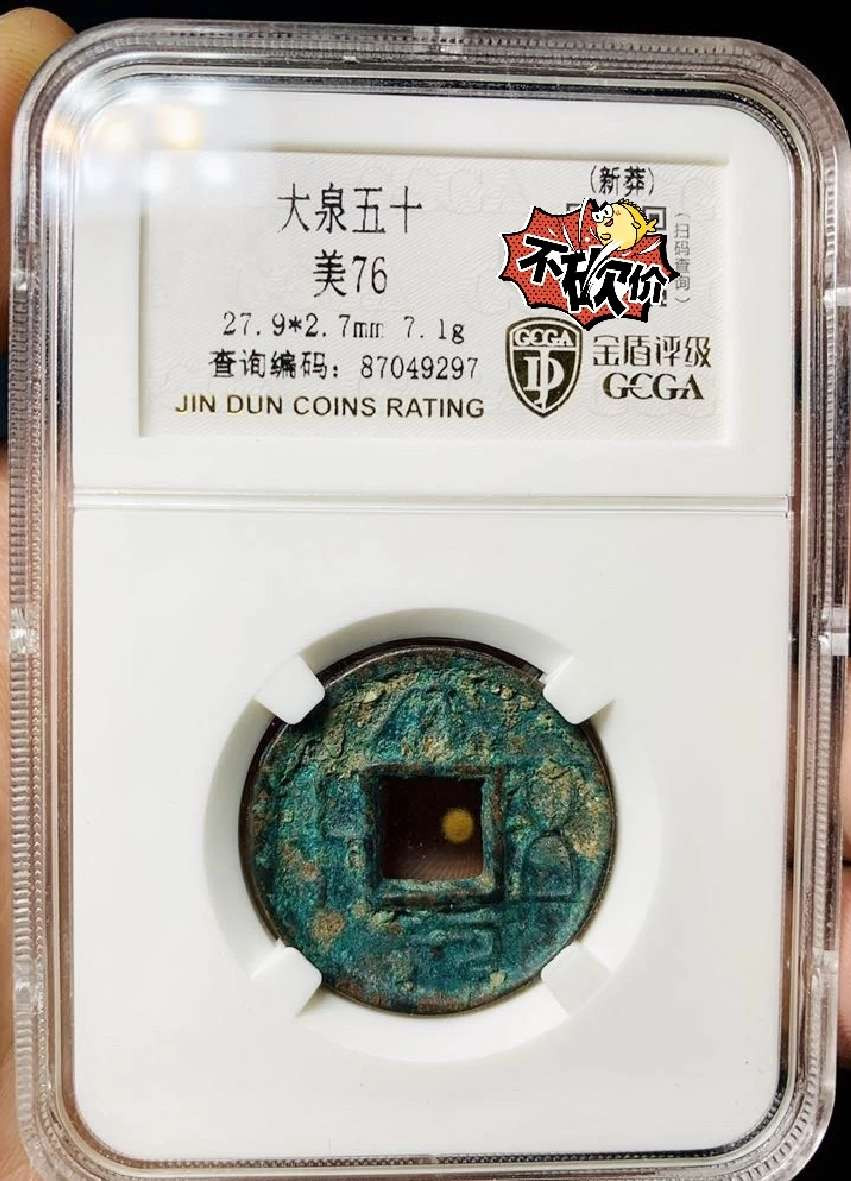 (新莽)
大泉五十
美76
27.9*2.7mm 7.1g
查询编码：87049297
JIN DUN COINS RATING
(扫码查询)
不砍价
GCGA
金盾评级
GCGA